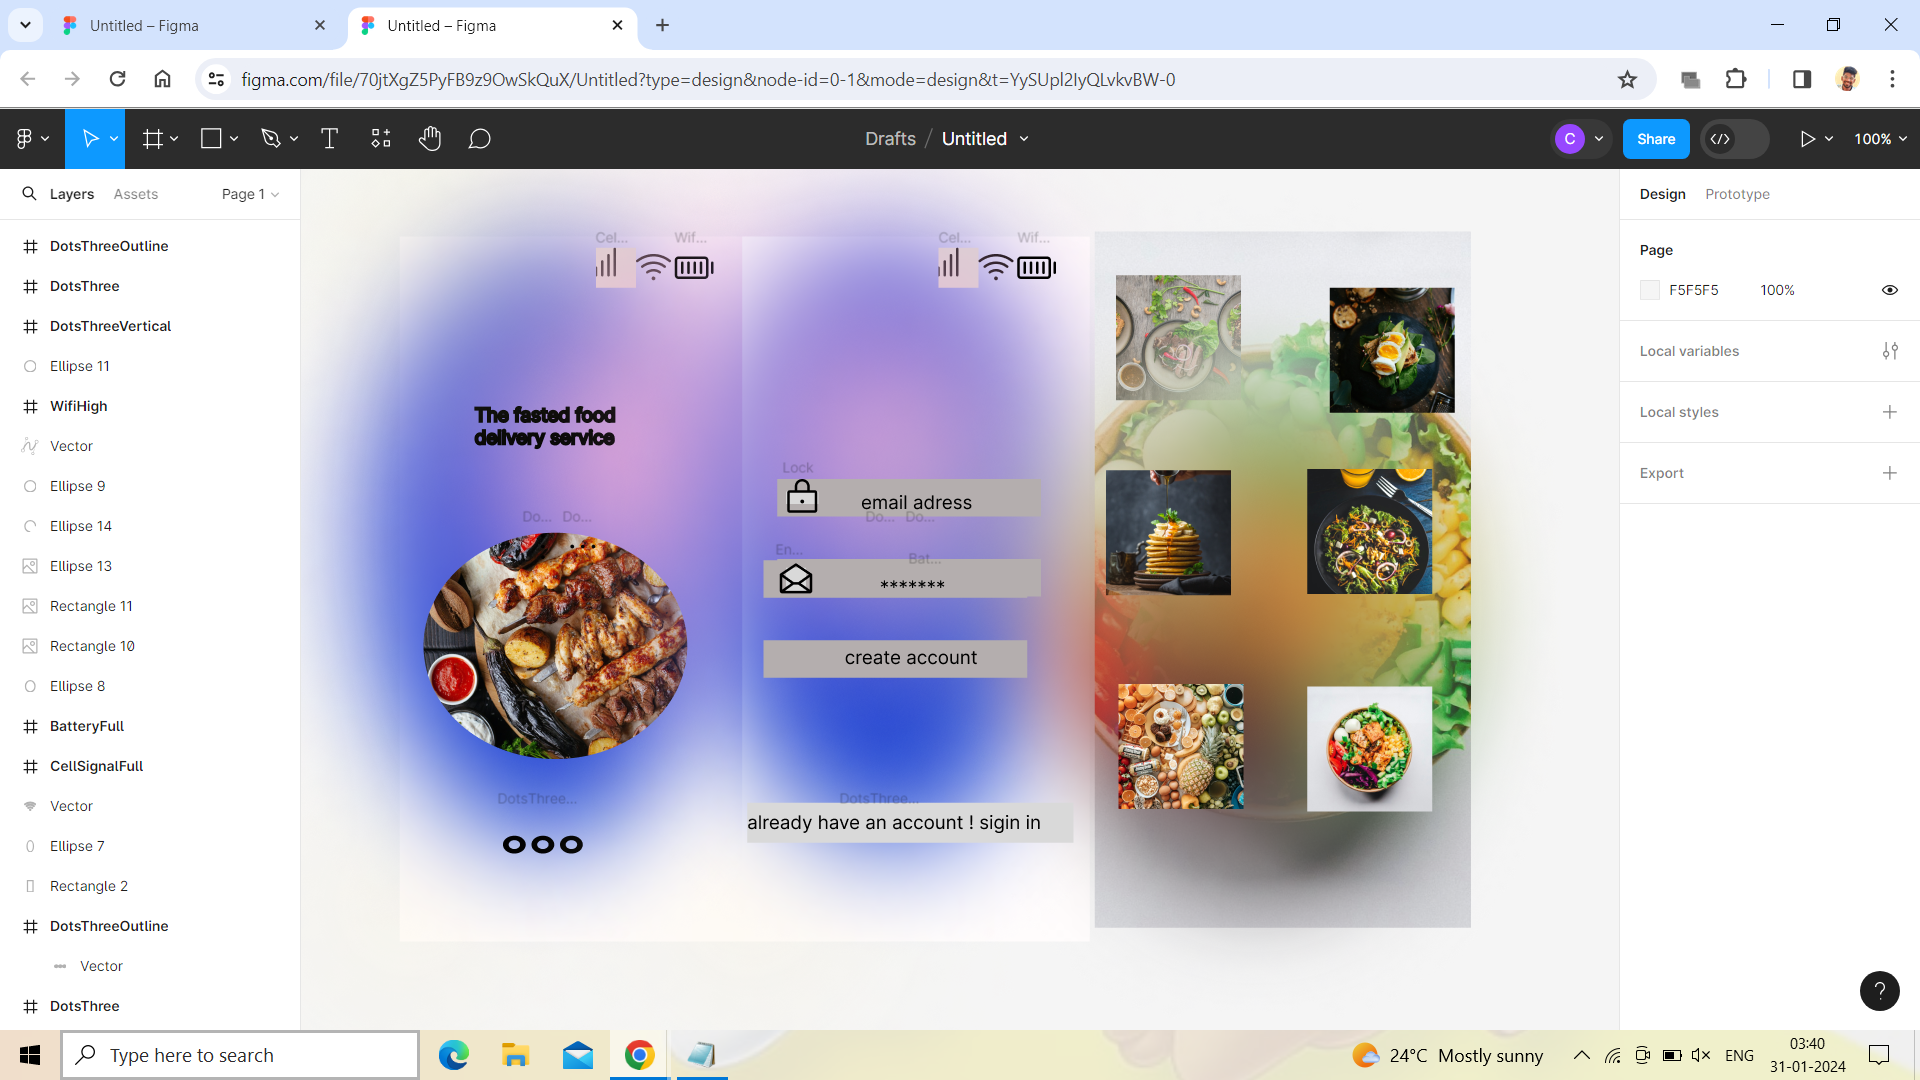 Untitled – Figma
Untitled – Figma
figma.com/file/70jtXgZ5PyFB9z9OwSkQuX/Untitled?type=design&node-id=0-1&mode=design&t=YySUpl2IyQLvkvBW-0
Drafts / Untitled
C
Share
100%
Layers
Assets
Page 1
DotsThreeOutline
DotsThree
DotsThreeVertical
Ellipse 11
WifiHigh
Vector
Ellipse 9
Ellipse 14
Ellipse 13
Rectangle 11
Rectangle 10
Ellipse 8
BatteryFull
CellSignalFull
Vector
Ellipse 7
Rectangle 2
DotsThreeOutline
Vector
DotsThree
Cel...
Wif...
The fasted food
delivery service
Do...
Do...
DotsThree...
Cel...
Wif...
Lock
email adress
Do...
Do...
En...
Bat...
*******
create account
DotsThree...
already have an account ! sigin in
Design
Prototype
Page
F5F5F5
100%
Local variables
Local styles
Export
?
Type here to search
24°C Mostly sunny
ENG
03:40
31-01-2024